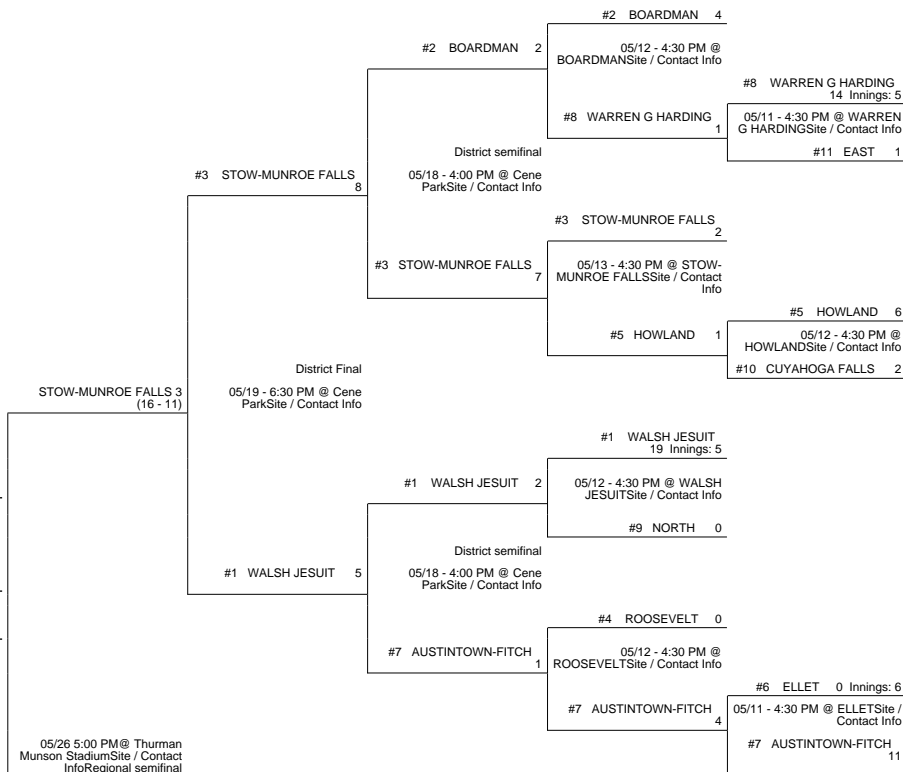 #2 BOARDMAN 4
#2 BOARDMAN 2
05/12 - 4:30 PM @
BOARDMANSite / Contact Info
#8 WARREN G HARDING
14 Innings: 5
#8 WARREN G HARDING
1
05/11 - 4:30 PM @ WARREN
G HARDINGSite / Contact Info
#11 EAST 1
District semifinal
05/18 - 4:00 PM @ Cene
ParkSite / Contact Info
#3 STOW-MUNROE FALLS
8
#3 STOW-MUNROE FALLS
2
#3 STOW-MUNROE FALLS
7
05/13 - 4:30 PM @ STOW-
MUNROE FALLSSite / Contact
Info
#5 HOWLAND 6
#5 HOWLAND 1
05/12 - 4:30 PM @
HOWLANDSite / Contact Info
#10 CUYAHOGA FALLS 2
District Final
05/19 - 6:30 PM @ Cene
ParkSite / Contact Info
STOW-MUNROE FALLS 3
(16 - 11)
#1 WALSH JESUIT
19 Innings: 5
#1 WALSH JESUIT 2
05/12 - 4:30 PM @ WALSH
JESUITSite / Contact Info
#9 NORTH 0
District semifinal
05/18 - 4:00 PM @ Cene
ParkSite / Contact Info
#1 WALSH JESUIT 5
#4 ROOSEVELT 0
#7 AUSTINTOWN-FITCH
1
05/12 - 4:30 PM @
ROOSEVELTSite / Contact Info
#6 ELLET 0 Innings: 6
#7 AUSTINTOWN-FITCH
4
05/11 - 4:30 PM @ ELLETSite /
Contact Info
#7 AUSTINTOWN-FITCH
11
05/26 5:00 PM@ Thurman
Munson StadiumSite / Contact
InfoRegional semifinal